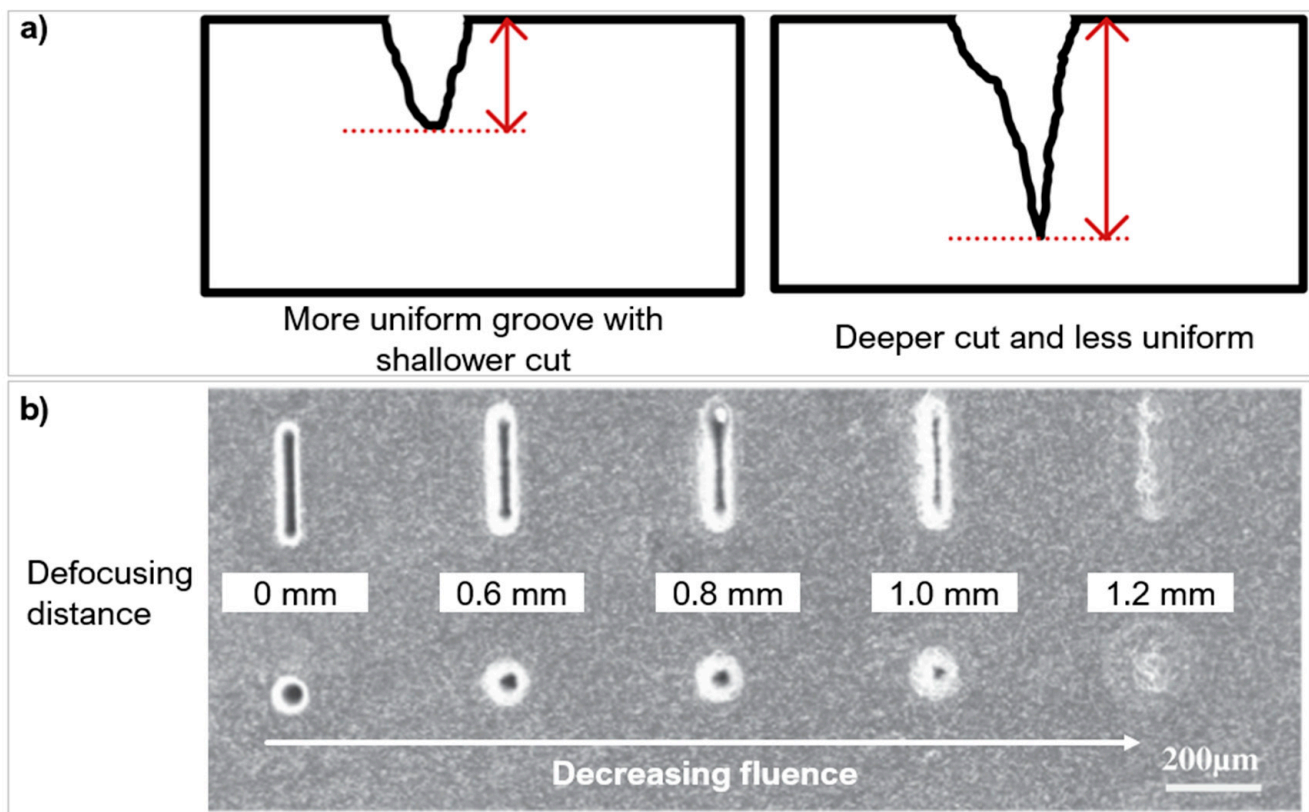 a)
More uniform groove with
shallower cut
Deeper cut and less uniform
b)
Defocusing
distance
0 mm
0.6 mm
0.8 mm
1.0 mm
1.2 mm
Decreasing fluence
200μm